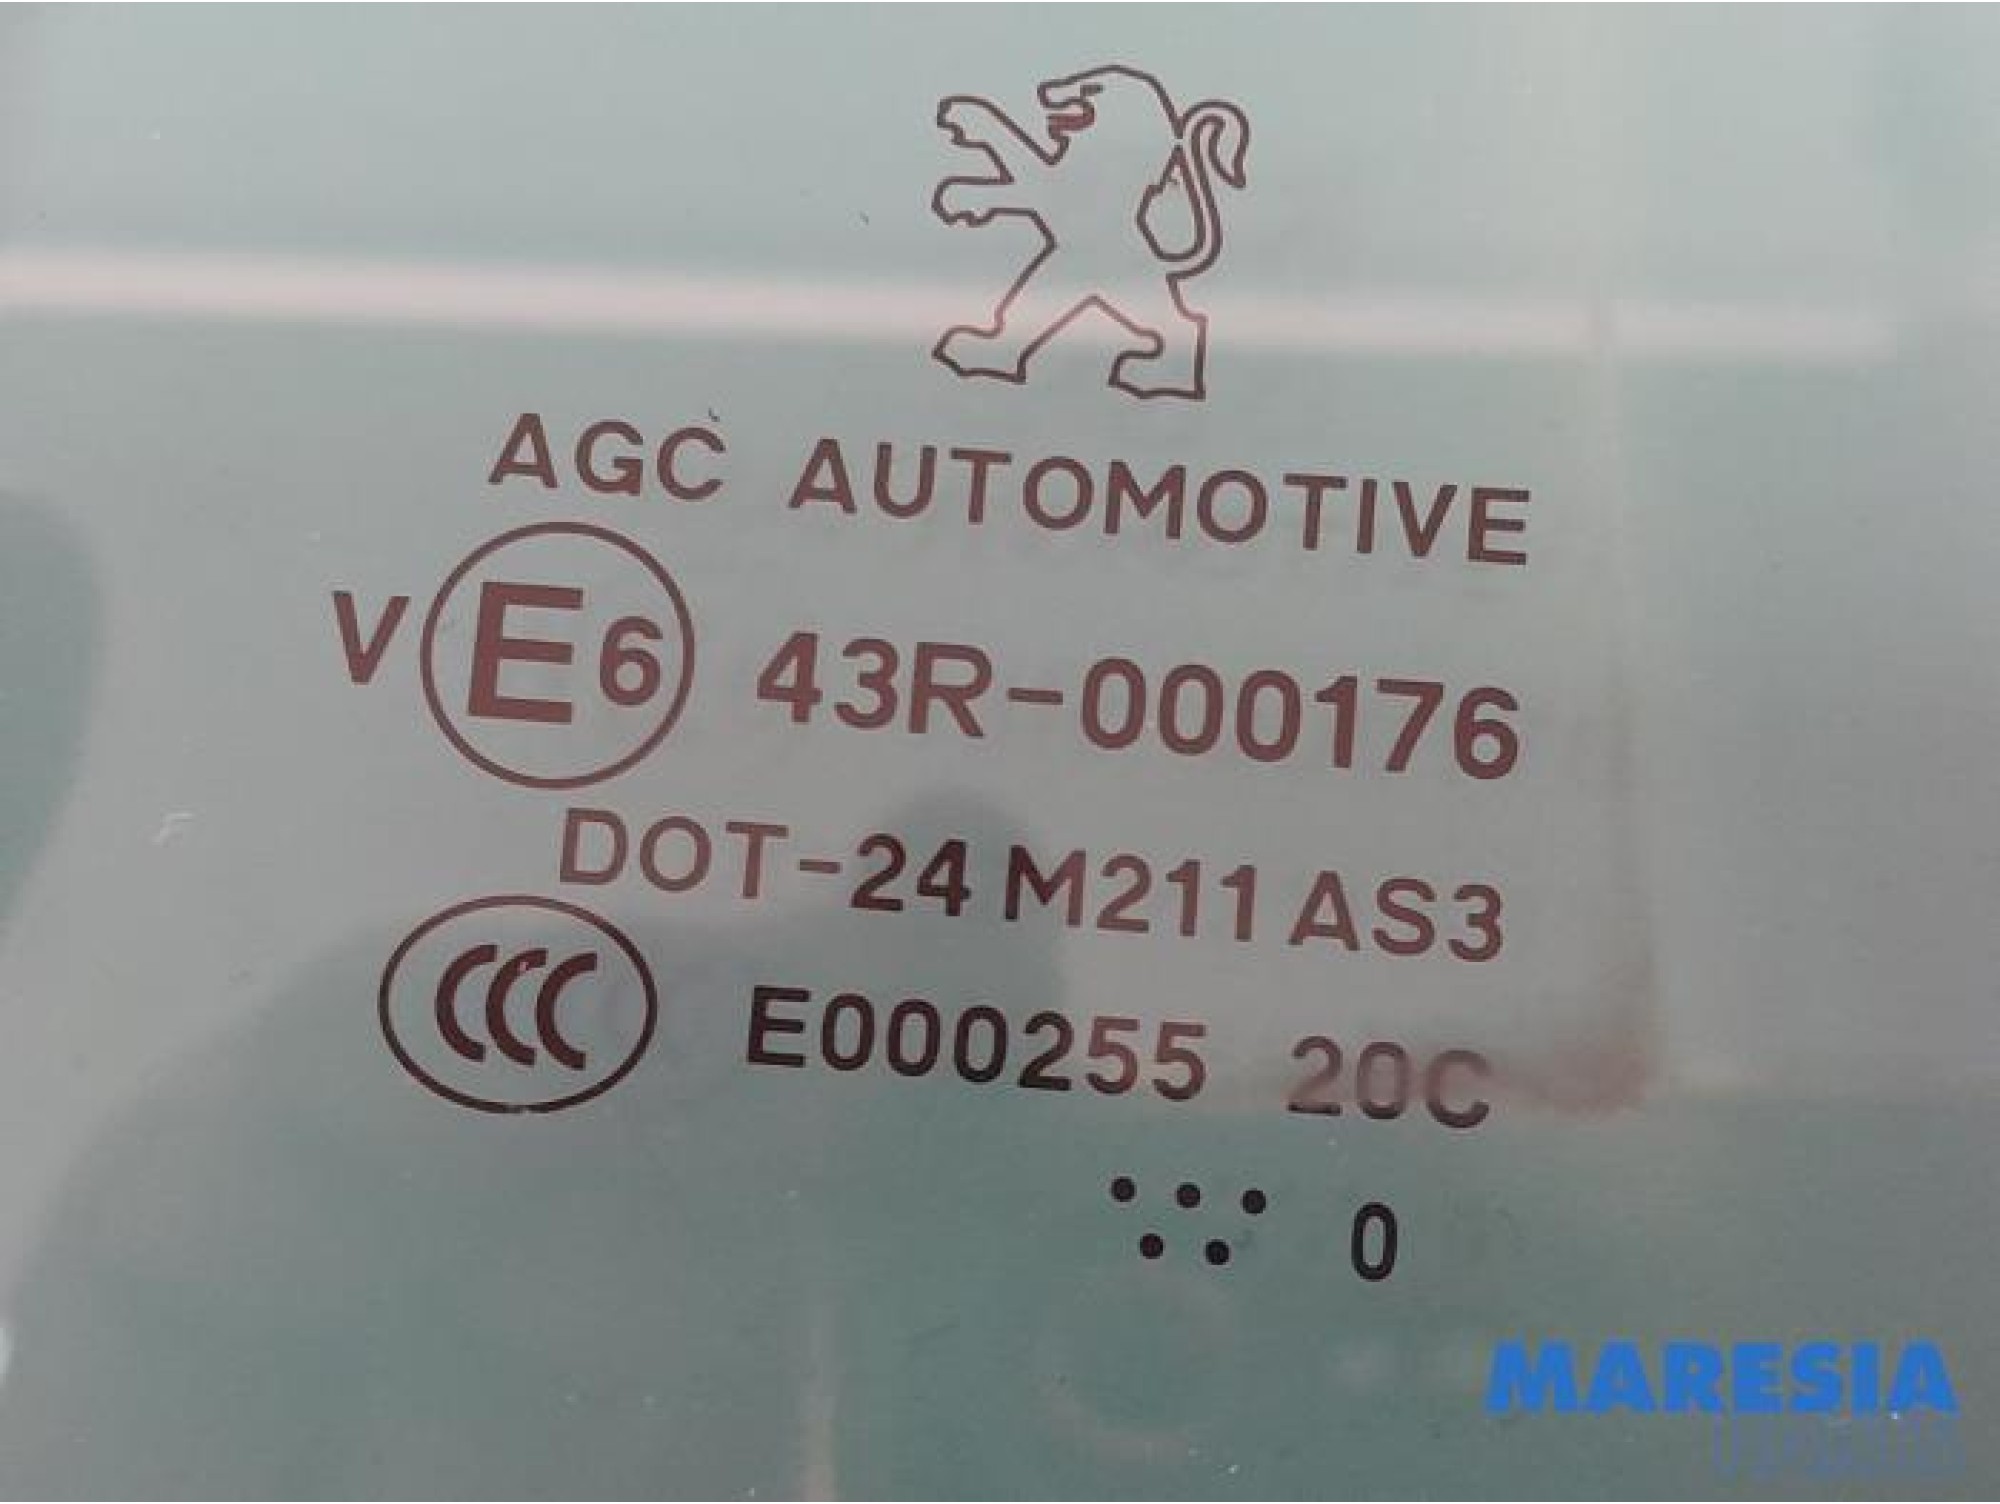 AGC AUTOMOTIVE
V E6 43R-000176
DOT-24 M211 AS3
CCC E000255 20C
0
MARESIA